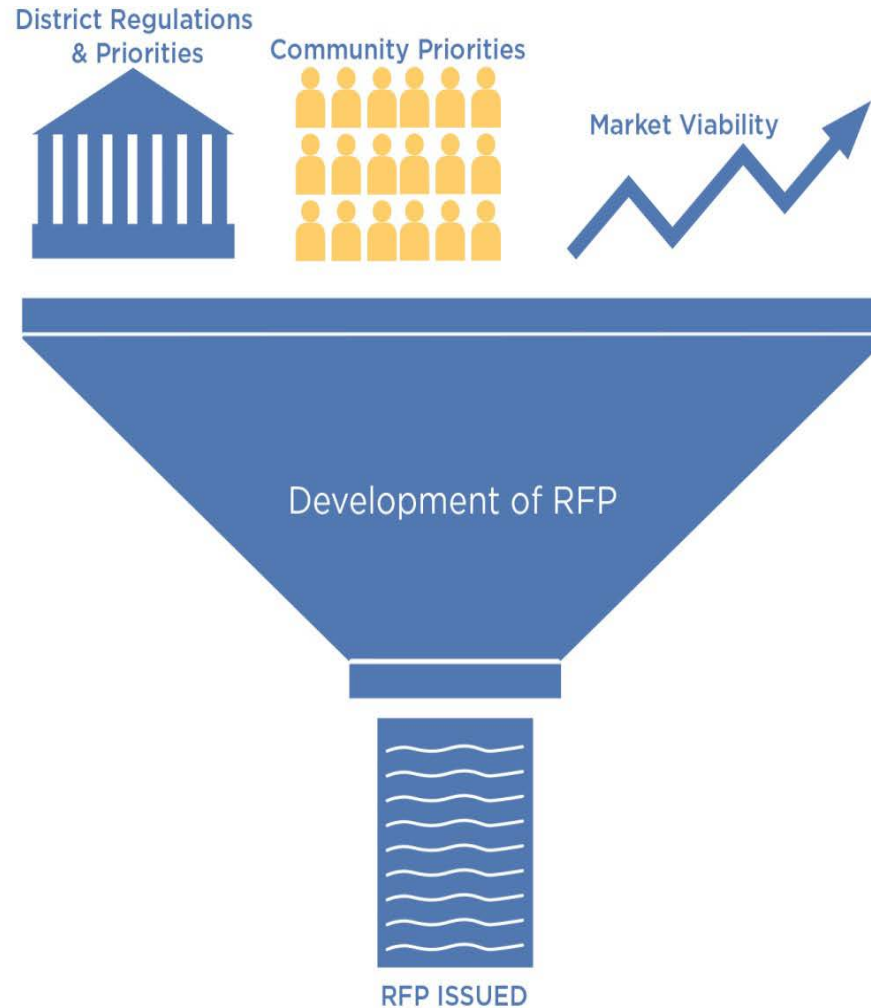 District Regulations
& Priorities
Community Priorities
Market Viability
Development of RFP
RFP ISSUED